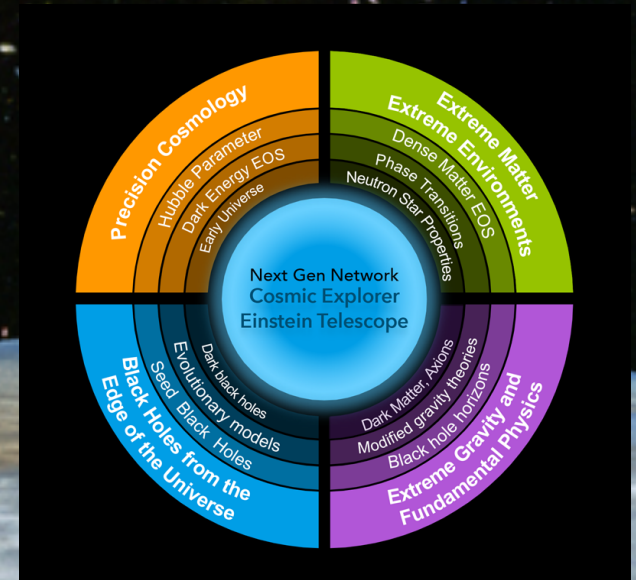 Precision Cosmology
Hubble Parameter
Dark Energy EOS
Early Universe
Extreme Matter
Extreme Environments
Dense Matter EOS
Phase Transitions
Neutron Star Properties
Next Gen Network
Cosmic Explorer
Einstein Telescope
Dark black holes
Evolutionary models
Seed Black Holes
Black Holes from the
Edge of the Universe
Dark Matter, Axions
Modified gravity theories
Black hole horizons
Extreme Gravity and
Fundamental Physics